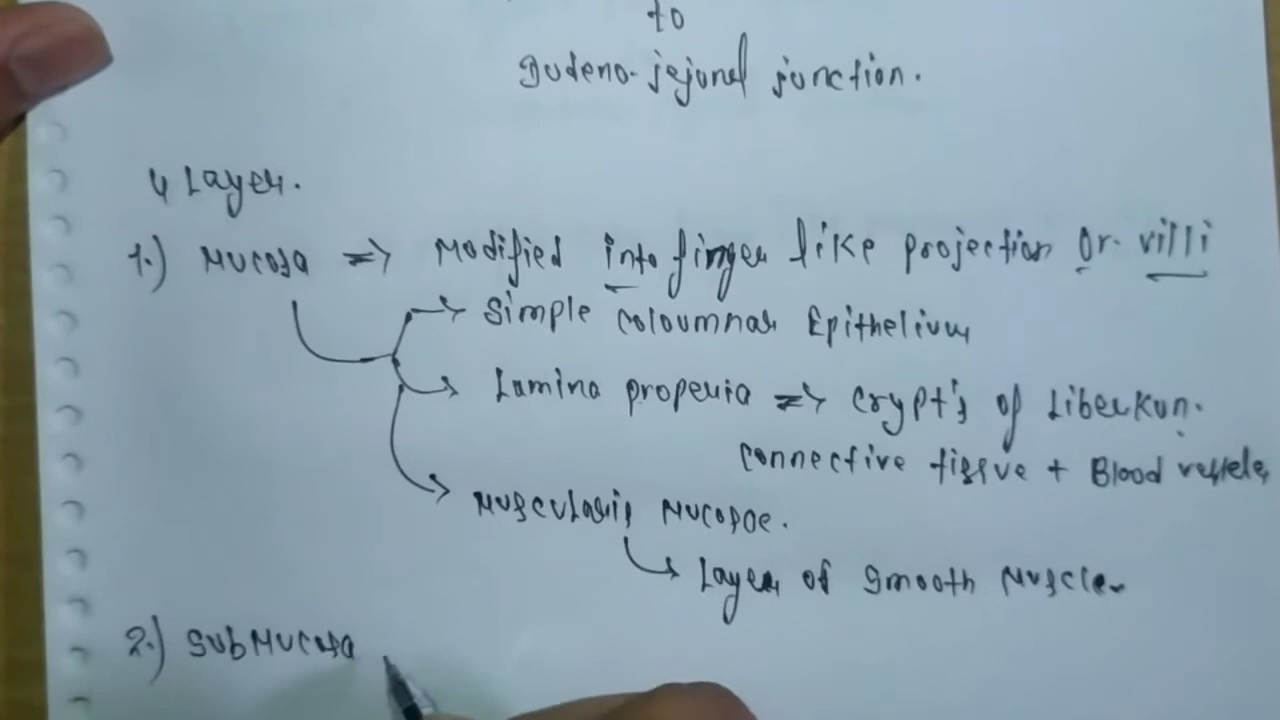 to
Dudeno-jejunal junction.
4 Layer.
1.) Mucosa => Modified into finger like projection or villi
-> Simple coloumnar Epithelium
-> Lamina properia => crypt's of Liberkun.
connective tissue + Blood vessels
-> Muscularis Mucosae.
-> Layer of Smooth Muscle.
2.) SubMucosa